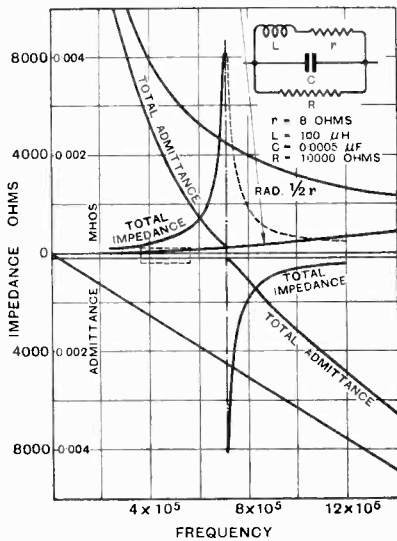 8000
0·004
4000
0·002
MHOS
0
0
4000
0·002
8000
0·004
IMPEDANCE OHMS
ADMITTANCE
TOTAL ADMITTANCE
TOTAL
IMPEDANCE
L
r
C
R
r = 8 OHMS
L = 100 μH
C = 0·0005 μF
R = 10000 OHMS
RAD. 1/2 r
TOTAL
IMPEDANCE
TOTAL ADMITTANCE
4 × 10⁵
8 × 10⁵
12 × 10⁵
FREQUENCY